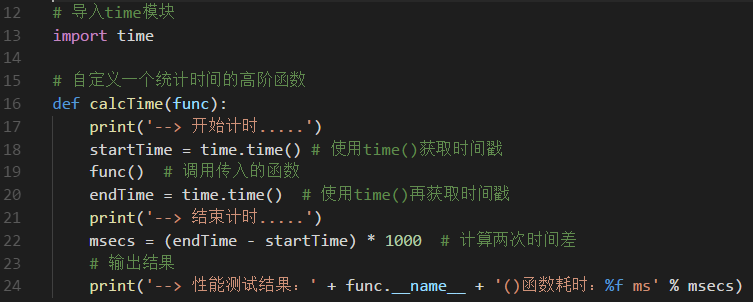 12 # 导入time模块
13 import time
14
15 # 自定义一个统计时间的高阶函数
16 def calcTime(func):
17     print('--> 开始计时.....')
18     startTime = time.time() # 使用time()获取时间戳
19     func()  # 调用传入的函数
20     endTime = time.time()  # 使用time()再获取时间戳
21     print('--> 结束计时.....')
22     msecs = (endTime - startTime) * 1000  # 计算两次时间差
23     # 输出结果
24     print('--> 性能测试结果：' + func.__name__ + '()函数耗时：%f ms' % msecs)